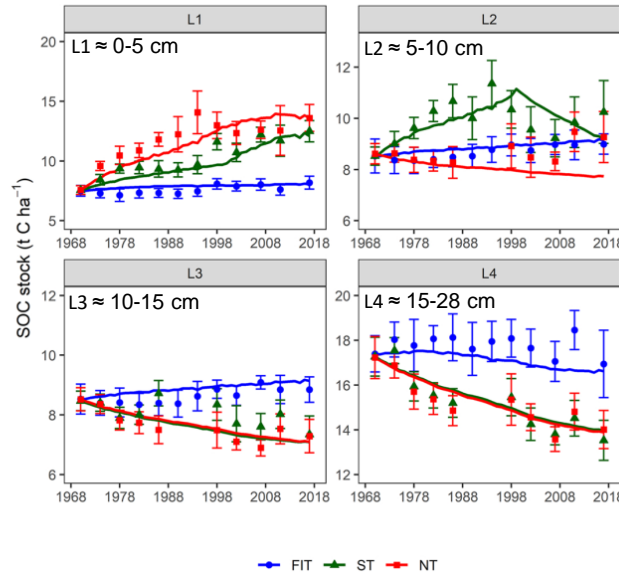 L1
L2
L1 ≈ 0-5 cm
L2 ≈ 5-10 cm
20
15
10
5
12
10
8
6
1968 1978 1988 1998 2008 2018
1968 1978 1988 1998 2008 2018
SOC stock (t C ha⁻¹)
L3
L4
L3 ≈ 10-15 cm
L4 ≈ 15-28 cm
12
10
8
6
20
18
16
14
12
1968 1978 1988 1998 2008 2018
1968 1978 1988 1998 2008 2018
FIT ST NT